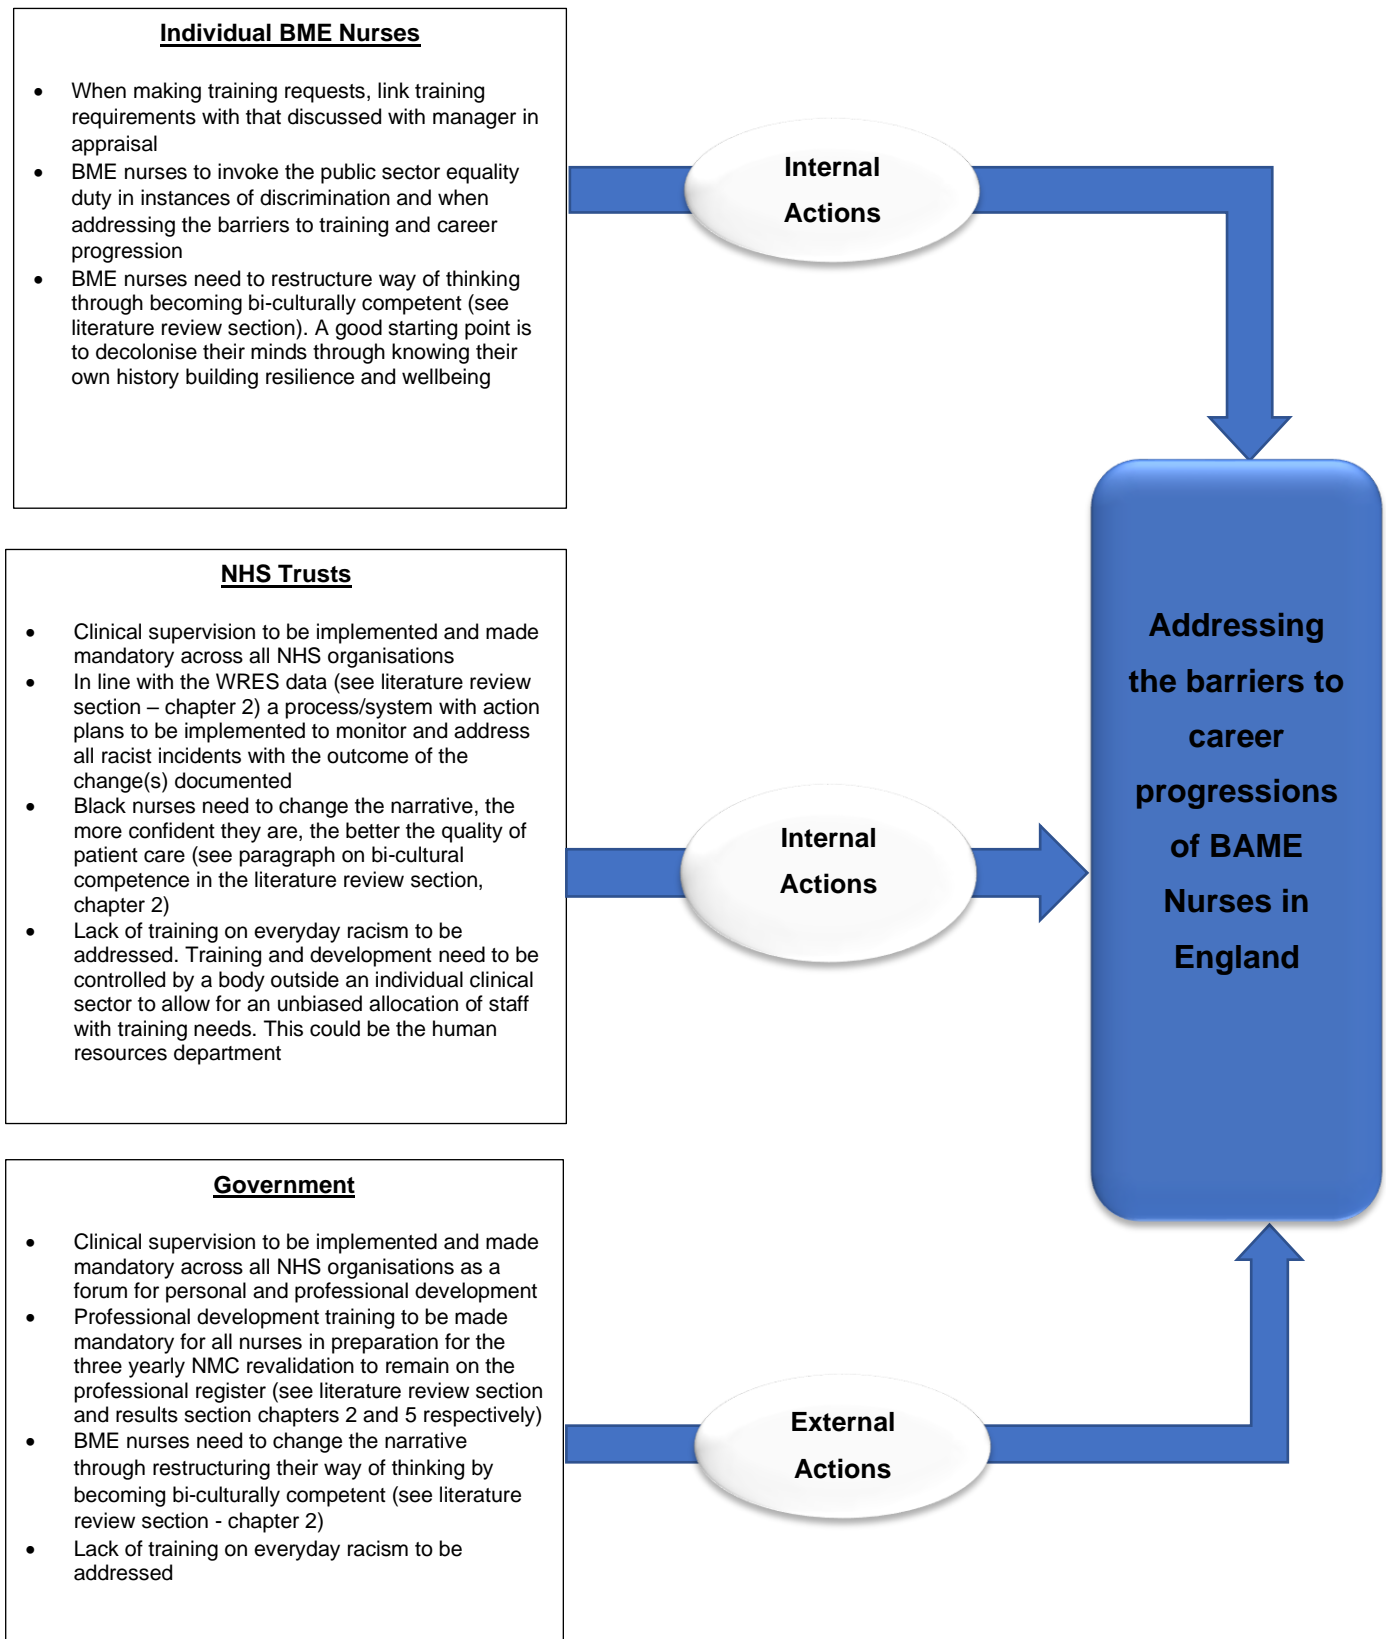 Individual BME Nurses
• When making training requests, link training
requirements with that discussed with manager in
appraisal
• BME nurses to invoke the public sector equality
duty in instances of discrimination and when
addressing the barriers to training and career
progression
• BME nurses need to restructure way of thinking
through becoming bi-culturally competent (see
literature review section). A good starting point is
to decolonise their minds through knowing their
own history building resilience and wellbeing
Internal
Actions
NHS Trusts
• Clinical supervision to be implemented and made
mandatory across all NHS organisations
• In line with the WRES data (see literature review
section – chapter 2) a process/system with action
plans to be implemented to monitor and address
all racist incidents with the outcome of the
change(s) documented
• Black nurses need to change the narrative, the
more confident they are, the better the quality of
patient care (see paragraph on bi-cultural
competence in the literature review section,
chapter 2)
• Lack of training on everyday racism to be
addressed. Training and development need to be
controlled by a body outside an individual clinical
sector to allow for an unbiased allocation of staff
with training needs. This could be the human
resources department
Internal
Actions
Government
• Clinical supervision to be implemented and made
mandatory across all NHS organisations as a
forum for personal and professional development
• Professional development training to be made
mandatory for all nurses in preparation for the
three yearly NMC revalidation to remain on the
professional register (see literature review section
and results section chapters 2 and 5 respectively)
• BME nurses need to change the narrative
through restructuring their way of thinking by
becoming bi-culturally competent (see literature
review section - chapter 2)
• Lack of training on everyday racism to be
addressed
External
Actions
Addressing
the barriers to
career
progressions
of BAME
Nurses in
England